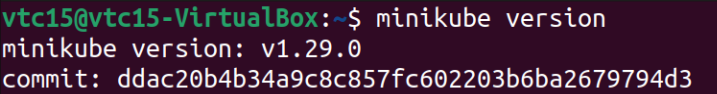 vtc15@vtc15-VirtualBox:~$ minikube version
minikube version: v1.29.0
commit: ddac20b4b34a9c8c857fc602203b6ba2679794d3